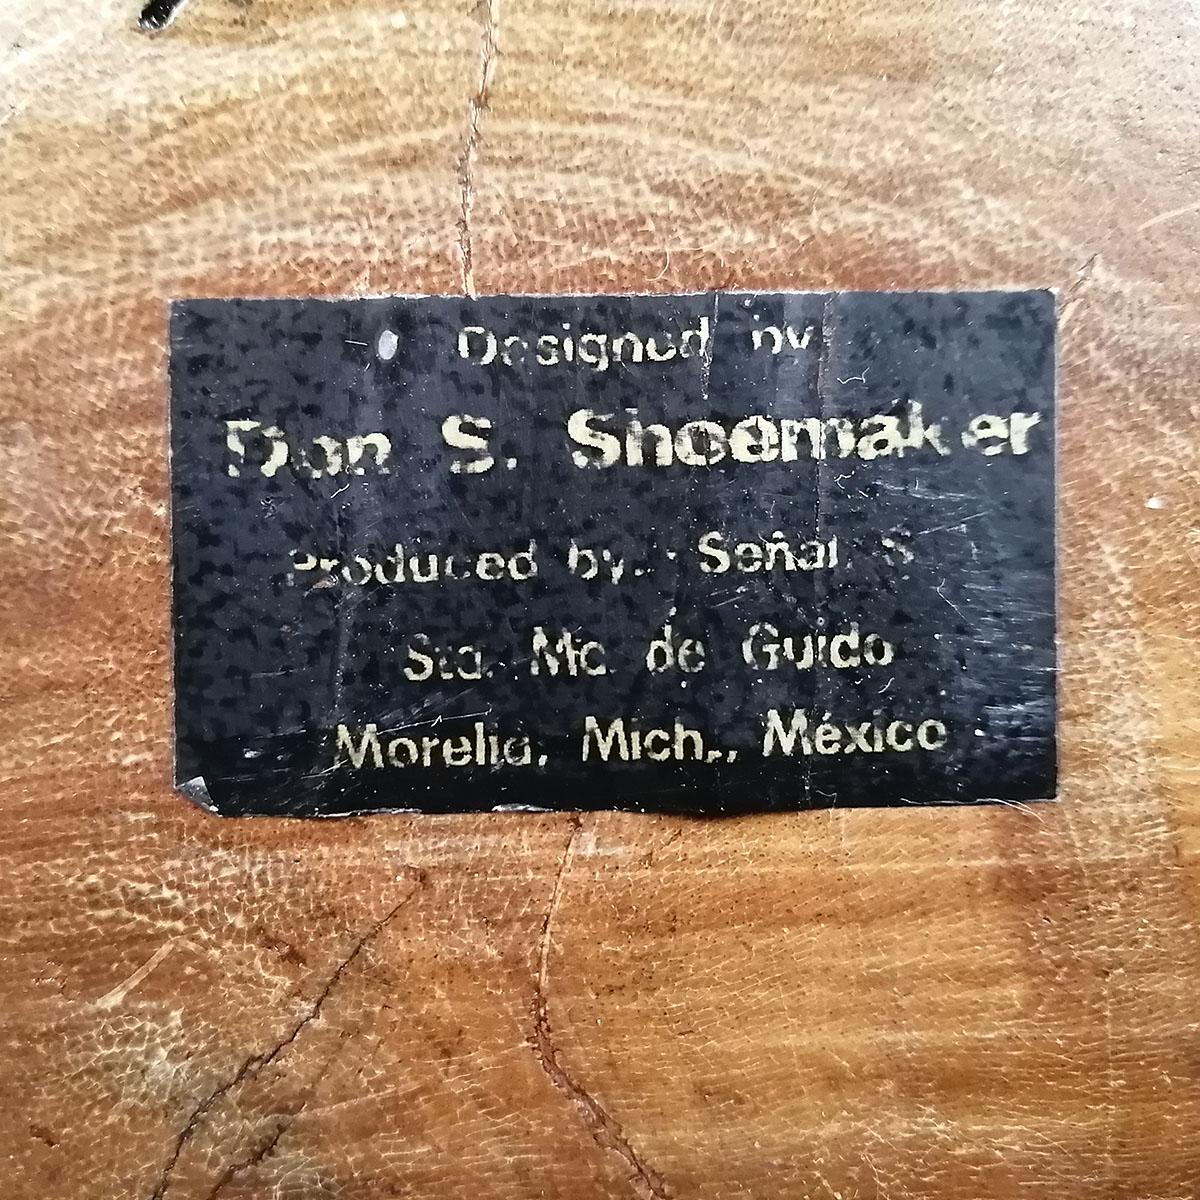 Designed by
Don S. Shoemaker
Produced by: Señal S
Sta. Ma. de Guido
Morelia, Mich., México